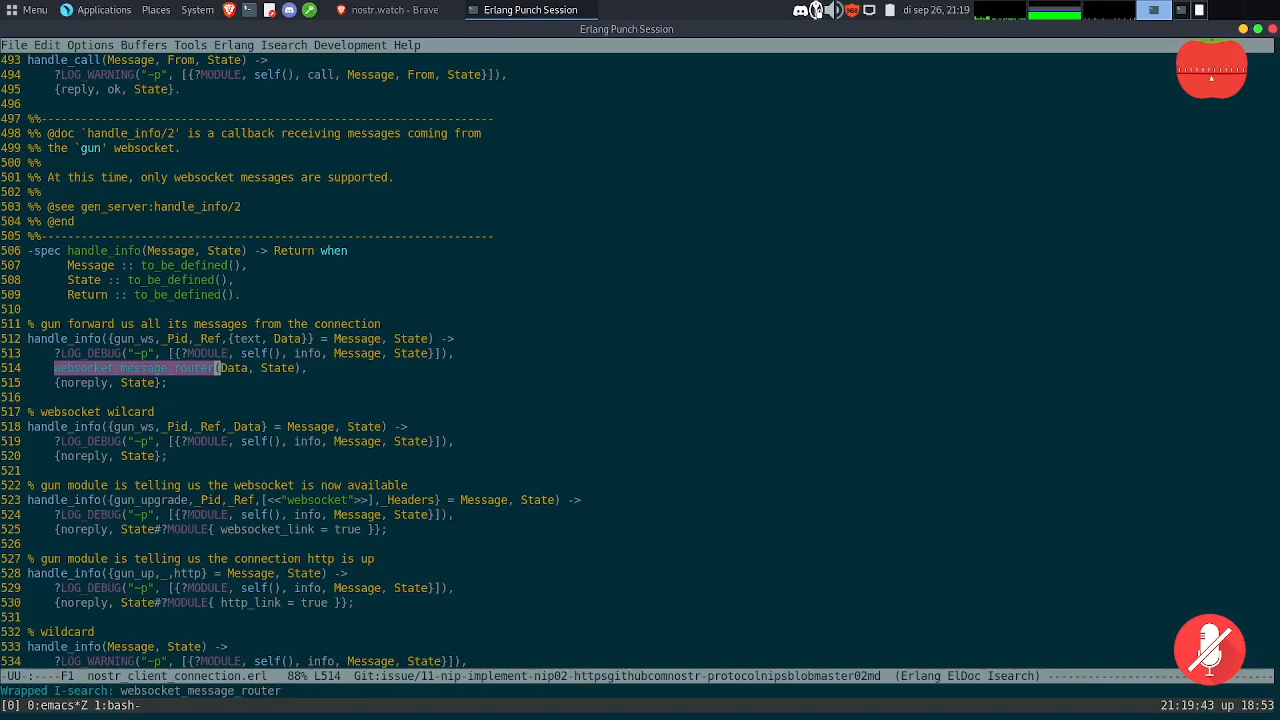 Menu Applications Places System nostr.watch - Brave Erlang Punch Session 968 di sep 26, 21:19
Erlang Punch Session
File Edit Options Buffers Tools Erlang Isearch Development Help
493 handle_call(Message, From, State) ->
494     ?LOG_WARNING("~p", [{?MODULE, self(), call, Message, From, State}]),
495     {reply, ok, State}.
496
497 %%--------------------------------------------------------------------
498 %% @doc `handle_info/2' is a callback receiving messages coming from
499 %% the `gun' websocket.
500 %%
501 %% At this time, only websocket messages are supported.
502 %%
503 %% @see gen_server:handle_info/2
504 %% @end
505 %%--------------------------------------------------------------------
506 -spec handle_info(Message, State) -> Return when
507       Message :: to_be_defined(),
508       State :: to_be_defined(),
509       Return :: to_be_defined().
510
511 % gun forward us all its messages from the connection
512 handle_info({gun_ws,_Pid,_Ref,{text, Data}} = Message, State) ->
513     ?LOG_DEBUG("~p", [{?MODULE, self(), info, Message, State}]),
514     websocket_message_router(Data, State),
515     {noreply, State};
516
517 % websocket wilcard
518 handle_info({gun_ws,_Pid,_Ref,_Data} = Message, State) ->
519     ?LOG_DEBUG("~p", [{?MODULE, self(), info, Message, State}]),
520     {noreply, State};
521
522 % gun module is telling us the websocket is now available
523 handle_info({gun_upgrade,_Pid,_Ref,[<<"websocket">>],_Headers} = Message, State) ->
524     ?LOG_DEBUG("~p", [{?MODULE, self(), info, Message, State}]),
525     {noreply, State#?MODULE{ websocket_link = true }};
526
527 % gun module is telling us the connection http is up
528 handle_info({gun_up,_,http} = Message, State) ->
529     ?LOG_DEBUG("~p", [{?MODULE, self(), info, Message, State}]),
530     {noreply, State#?MODULE{ http_link = true }};
531
532 % wildcard
533 handle_info(Message, State) ->
534     ?LOG_WARNING("~p", [{?MODULE, self(), info, Message, State}]),
-UU-:----F1  nostr_client_connection.erl   88% L514  Git:issue/11-nip-implement-nip02-httpsgithubcomnostr-protocolnipsblobmaster02md  (Erlang ElDoc Isearch) -----------------------------------
Wrapped I-search: websocket_message_router
[0] 0:emacs*Z 1:bash- 21:19:43 up 18:53